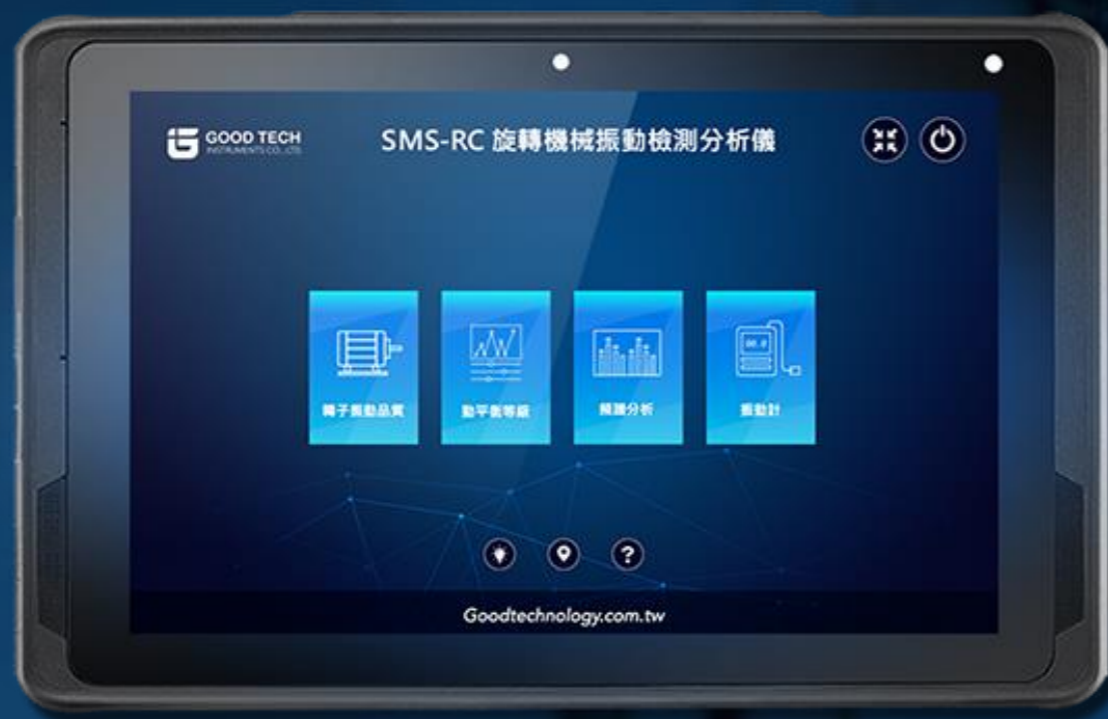 GOOD TECH
INSTRUMENTS CO., LTD.
SMS-RC 旋轉機械振動檢測分析儀
00.0
轉子振動品質
動平衡等級
頻譜分析
振動計
?
Goodtechnology.com.tw